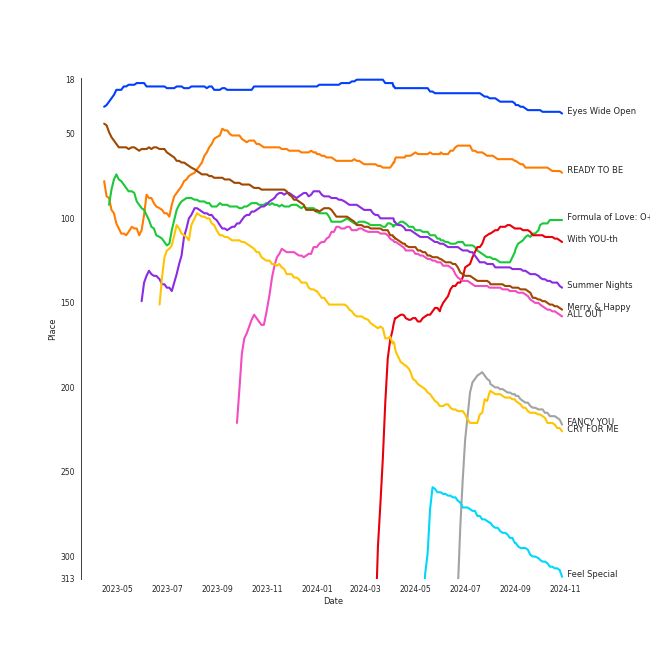 18
50
100
150
200
250
300
313
Place
2023-05
2023-07
2023-09
2023-11
2024-01
2024-03
2024-05
2024-07
2024-09
2024-11
Date
Eyes Wide Open
READY TO BE
Formula of Love: O+
With YOU-th
Summer Nights
Merry & Happy
ALL OUT
FANCY YOU
CRY FOR ME
Feel Special